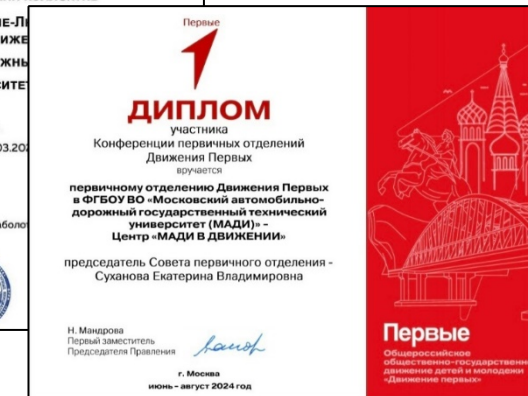 Первые
ДИПЛОМ
участника
Конференции первичных отделений
Движения Первых
вручается
первичному отделению Движения Первых
в ФГБОУ ВО «Московский автомобильно-
дорожный государственный технический
университет (МАДИ)» –
Центр «МАДИ В ДВИЖЕНИИ»
председатель Совета первичного отделения -
Суханова Екатерина Владимировна
Н. Мандрова
Первый заместитель
Председателя Правления
г. Москва
июнь – август 2024 год
Первые
Общероссийское
общественно-государственн
движение детей и молодежи
«Движение первых»